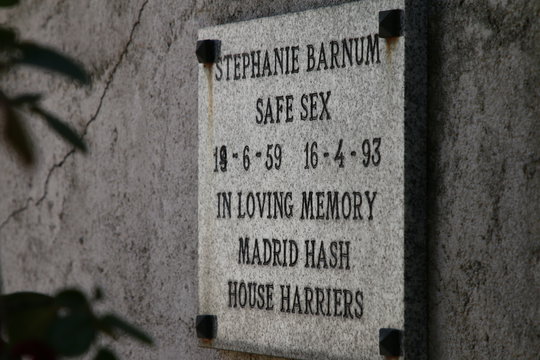 STEPHANIE BARNUM
SAFE SEX
19-6-59 16-4-93
IN LOVING MEMORY
MADRID HASH
HOUSE HARRIERS